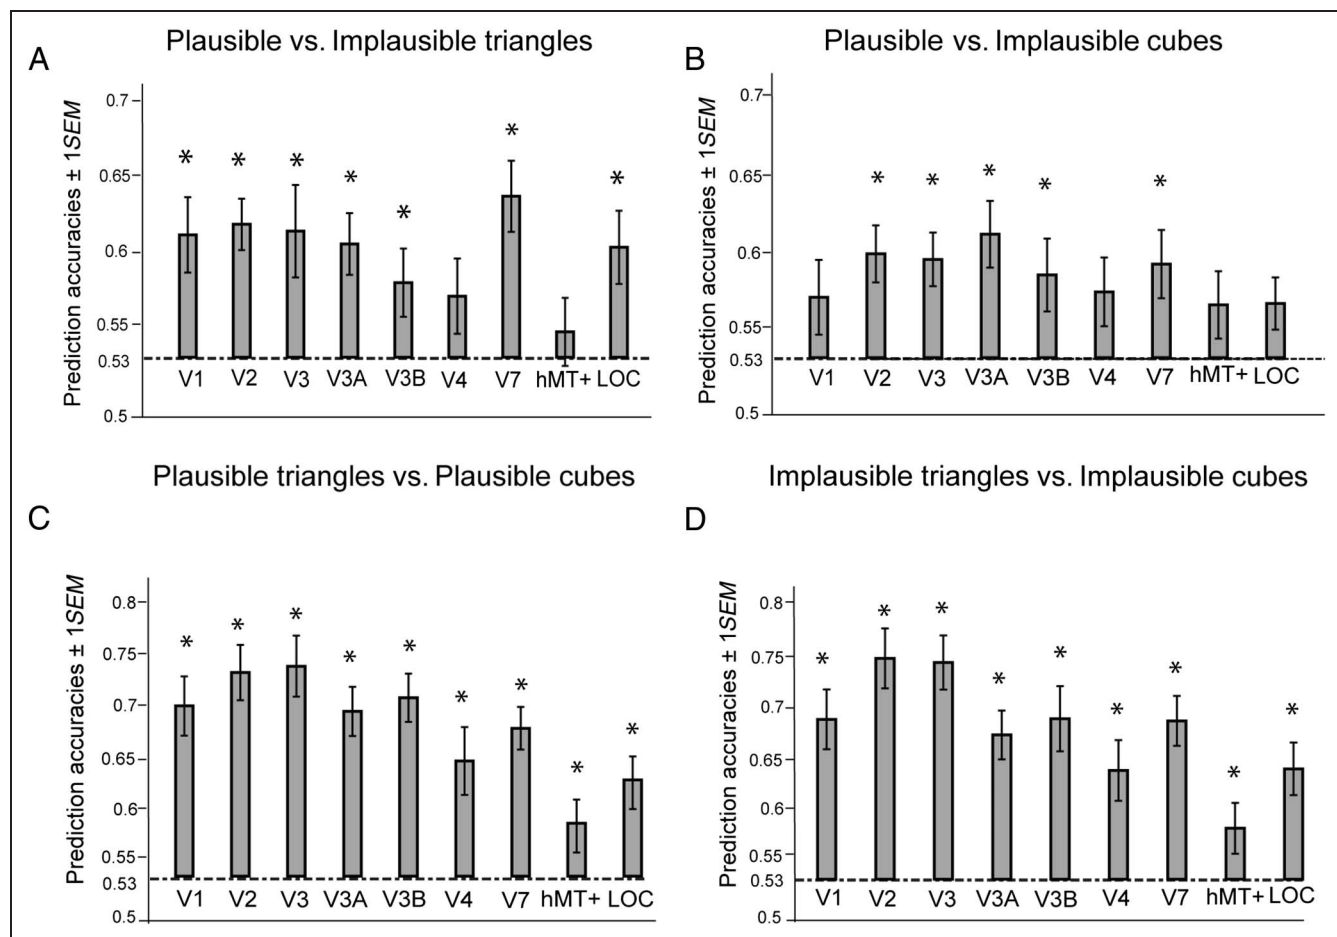 Plausible vs. Implausible triangles
A
Prediction accuracies ± 1SEM
0.7
0.65
0.6
0.55
0.53
0.5
* * * * * * *
V1 V2 V3 V3A V3B V4 V7 hMT+ LOC
Plausible vs. Implausible cubes
B
Prediction accuracies ± 1SEM
0.7
0.65
0.6
0.55
0.53
0.5
* * * * *
V1 V2 V3 V3A V3B V4 V7 hMT+ LOC
Plausible triangles vs. Plausible cubes
C
Prediction accuracies ± 1SEM
0.8
0.75
0.7
0.65
0.6
0.55
0.53
0.5
* * * * * * * * *
V1 V2 V3 V3A V3B V4 V7 hMT+ LOC
Implausible triangles vs. Implausible cubes
D
Prediction accuracies ± 1SEM
0.8
0.75
0.7
0.65
0.6
0.55
0.53
0.5
* * * * * * * * *
V1 V2 V3 V3A V3B V4 V7 hMT+ LOC